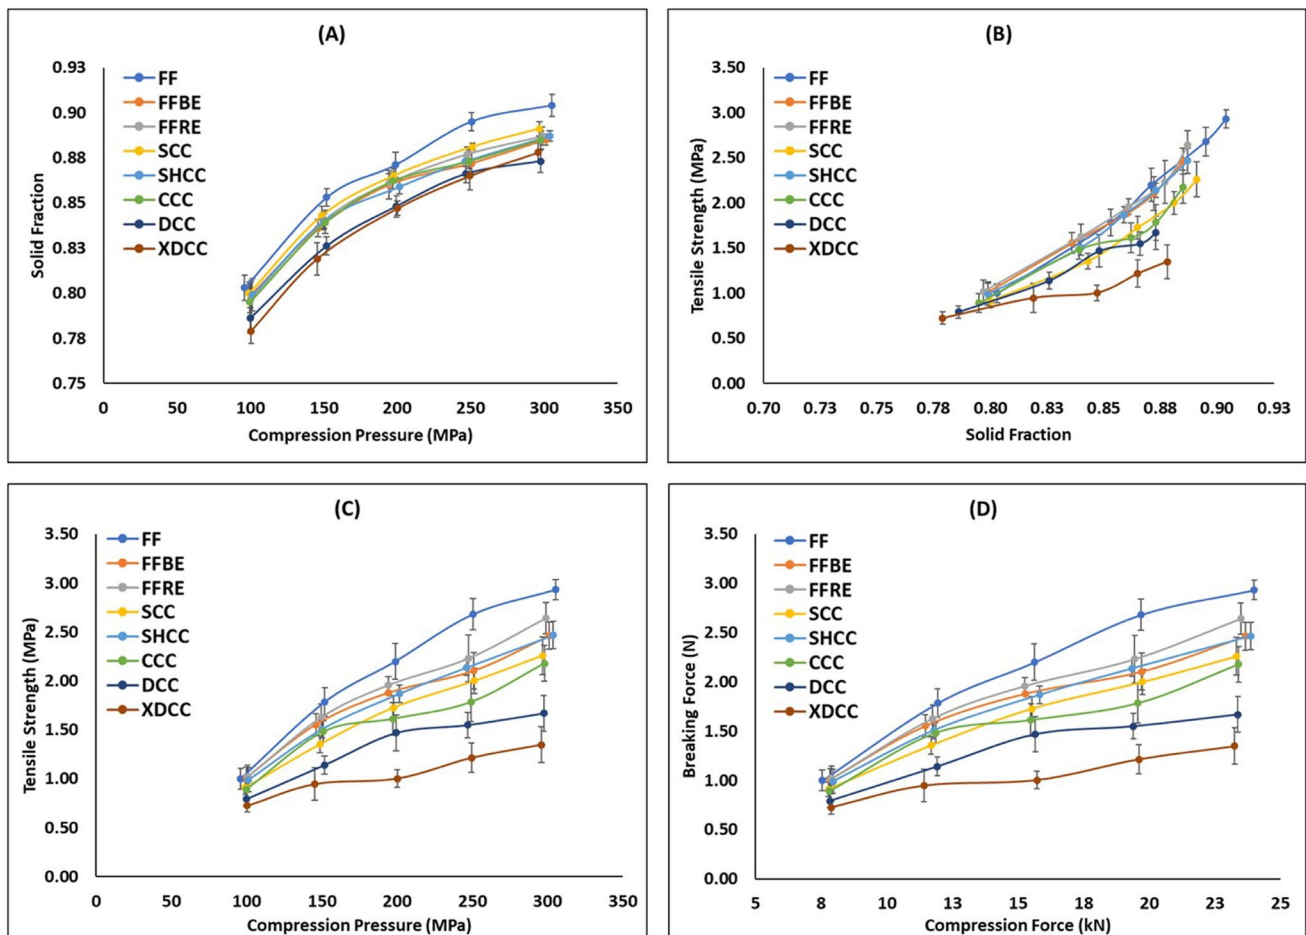 (A)
0.93
0.90
0.88
0.85
0.83
0.80
0.78
0.75
Solid Fraction
FF
FFBE
FFRE
SCC
SHCC
CCC
DCC
XDCC
0 50 100 150 200 250 300 350
Compression Pressure (MPa)
(B)
3.50
3.00
2.50
2.00
1.50
1.00
0.50
0.00
Tensile Strength (MPa)
FF
FFBE
FFRE
SCC
SHCC
CCC
DCC
XDCC
0.70 0.73 0.75 0.78 0.80 0.83 0.85 0.88 0.90 0.93
Solid Fraction
(C)
3.50
3.00
2.50
2.00
1.50
1.00
0.50
0.00
Tensile Strength (MPa)
FF
FFBE
FFRE
SCC
SHCC
CCC
DCC
XDCC
0 50 100 150 200 250 300 350
Compression Pressure (MPa)
(D)
3.50
3.00
2.50
2.00
1.50
1.00
0.50
0.00
Breaking Force (N)
FF
FFBE
FFRE
SCC
SHCC
CCC
DCC
XDCC
5 8 10 13 15 18 20 23 25
Compression Force (kN)